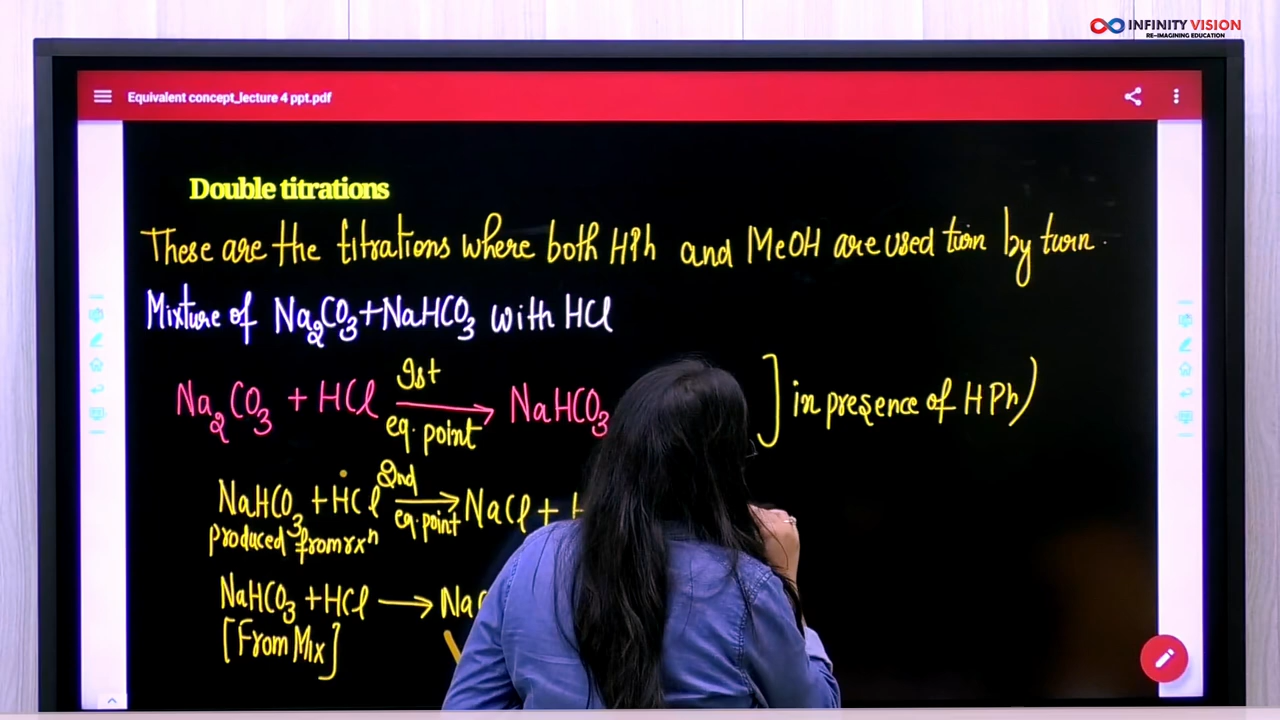 INFINITY VISION
RE-IMAGINING EDUCATION
Equivalent concept_lecture 4 ppt.pdf
Double titrations
These are the titrations where both HPh and MeOH are used turn by turn.
Mixture of Na₂CO₃+NaHCO₃ with HCl
Na₂CO₃ + HCl 1st eq. point → NaHCO₃ ] in presence of HPh)
NaHCO₃ + HCl 2nd eq. point → NaCl + H
produced from rxⁿ
NaHCO₃ + HCl → NaC
[From Mix]